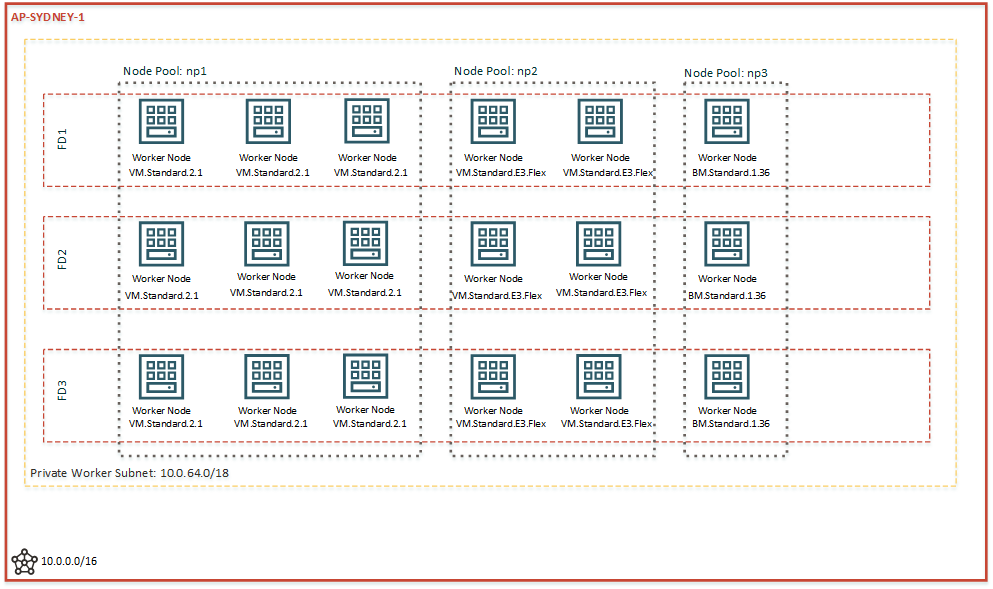 AP-SYDNEY-1
Node Pool: np1
Node Pool: np2
Node Pool: np3
FD1
Worker Node
VM.Standard.2.1
Worker Node
VM.Standard.2.1
Worker Node
VM.Standard.2.1
Worker Node
VM.Standard.E3.Flex
Worker Node
VM.Standard.E3.Flex
Worker Node
BM.Standard.1.36
FD2
Worker Node
VM.Standard.2.1
Worker Node
VM.Standard.2.1
Worker Node
VM.Standard.2.1
Worker Node
VM.Standard.E3.Flex
Worker Node
VM.Standard.E3.Flex
Worker Node
BM.Standard.1.36
FD3
Worker Node
VM.Standard.2.1
Worker Node
VM.Standard.2.1
Worker Node
VM.Standard.2.1
Worker Node
VM.Standard.E3.Flex
Worker Node
VM.Standard.E3.Flex
Worker Node
BM.Standard.1.36
Private Worker Subnet: 10.0.64.0/18
10.0.0.0/16